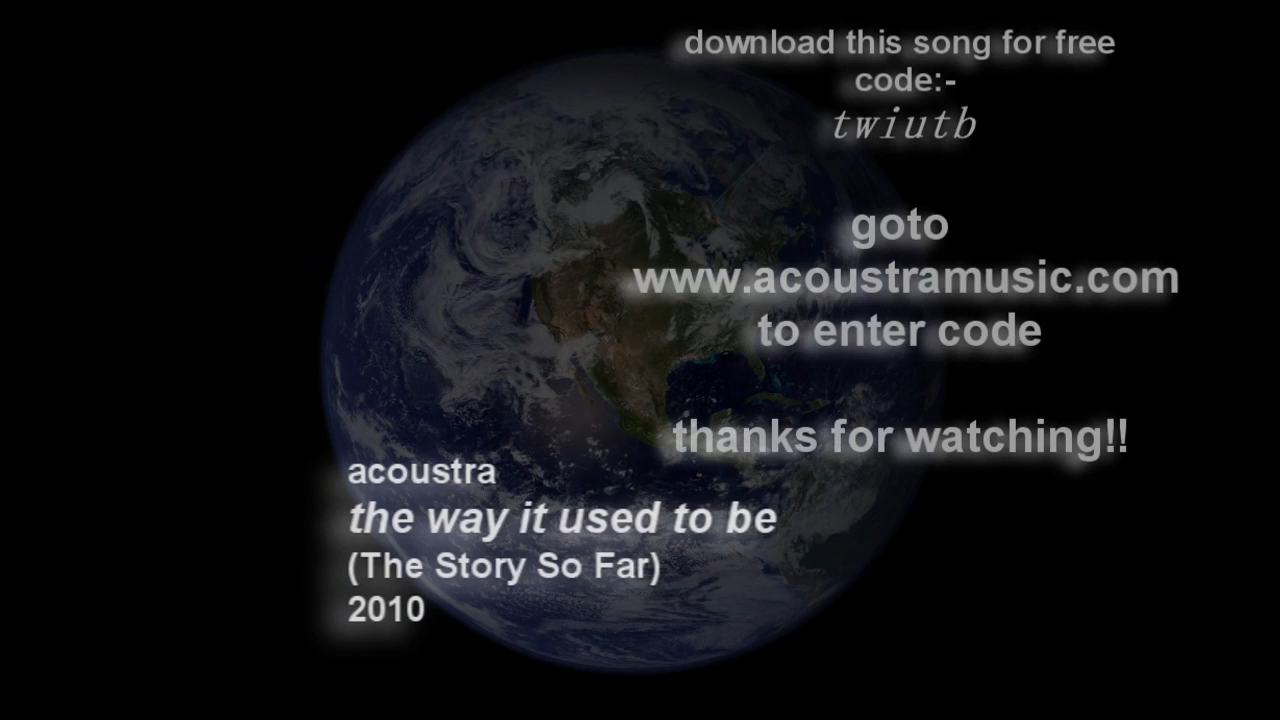 download this song for free
code:-
twiutb
goto
www.acoustramusic.com
to enter code
thanks for watching!!
acoustra
the way it used to be
(The Story So Far)
2010